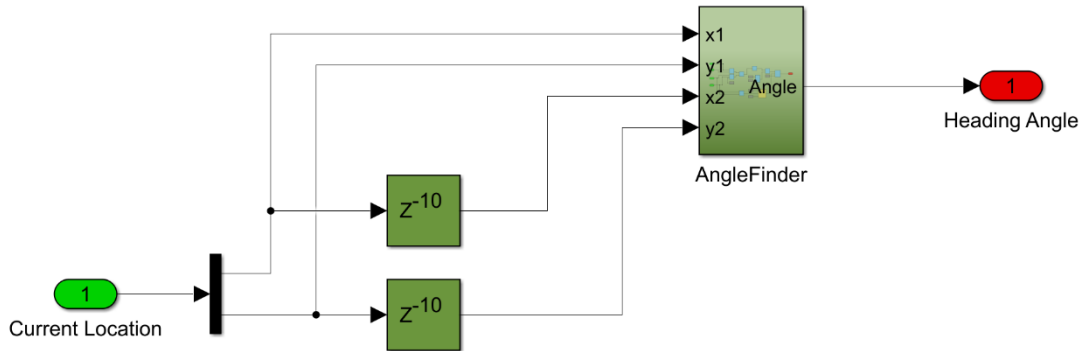 x1
y1
x2
y2
Angle
1
Heading Angle
AngleFinder
Z-10
1
Current Location
Z-10